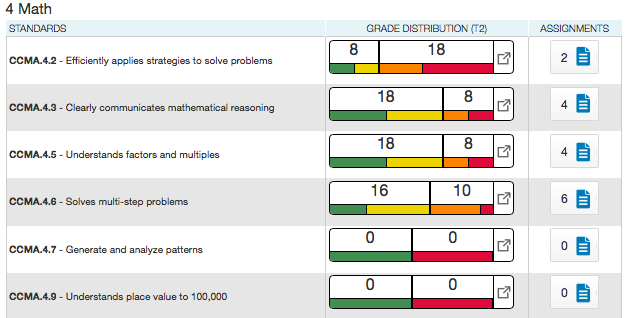 4 Math
STANDARDS GRADE DISTRIBUTION (T2) ASSIGNMENTS
CCMA.4.2 - Efficiently applies strategies to solve problems 8 18 2
CCMA.4.3 - Clearly communicates mathematical reasoning 18 8 4
CCMA.4.5 - Understands factors and multiples 18 8 4
CCMA.4.6 - Solves multi-step problems 16 10 6
CCMA.4.7 - Generate and analyze patterns 0 0 0
CCMA.4.9 - Understands place value to 100,000 0 0 0